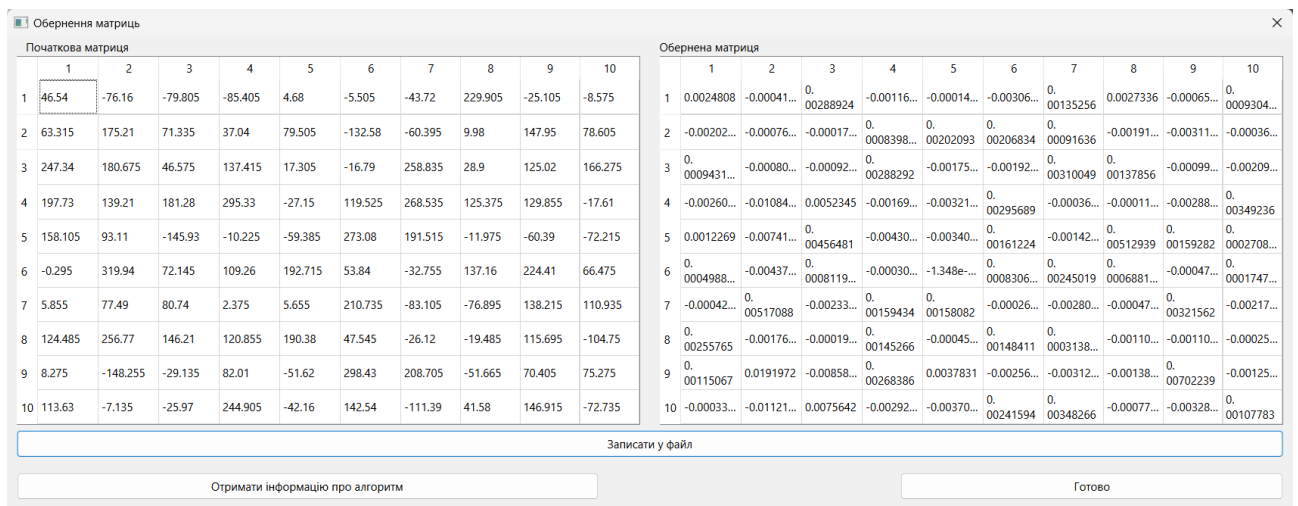 Обернення матриць
Початкова матриця Обернена матриця
1 2 3 4 5 6 7 8 9 10 1 2 3 4 5 6 7 8 9 10
1 46.54 -76.16 -79.805 -85.405 4.68 -5.505 -43.72 229.905 -25.105 -8.575 1 0.0024808 -0.00041... 0.00288924 -0.00116... -0.00014... -0.00306... 0.00135256 0.0027336 -0.00065... 0.0009304...
2 63.315 175.21 71.335 37.04 79.505 -132.58 -60.395 9.98 147.95 78.605 2 -0.00202... -0.00076... -0.00017... 0.0008398... 0.00202093 0.00206834 0.00091636 -0.00191... -0.00311... -0.00036...
3 247.34 180.675 46.575 137.415 17.305 -16.79 258.835 28.9 125.02 166.275 3 0.0009431... -0.00080... -0.00092... 0.00288292 -0.00175... -0.00192... 0.00310049 0.00137856 -0.00099... -0.00209...
4 197.73 139.21 181.28 295.33 -27.15 119.525 268.535 125.375 129.855 -17.61 4 -0.00260... -0.01084... 0.0052345 -0.00169... -0.00321... 0.00295689 -0.00036... -0.00011... -0.00288... 0.00349236
5 158.105 93.11 -145.93 -10.225 -59.385 273.08 191.515 -11.975 -60.39 -72.215 5 0.0012269 -0.00741... 0.00456481 -0.00430... -0.00340... 0.00161224 -0.00142... 0.00512939 0.00159282 0.0002708...
6 -0.295 319.94 72.145 109.26 192.715 53.84 -32.755 137.16 224.41 66.475 6 0.0004988... -0.00437... 0.0008119... -0.00030... -1.348e-... 0.0008306... 0.00245019 0.0006881... -0.00047... 0.0001747...
7 5.855 77.49 80.74 2.375 5.655 210.735 -83.105 -76.895 138.215 110.935 7 -0.00042... 0.00517088 -0.00233... 0.00159434 0.00158082 -0.00026... -0.00280... -0.00047... 0.00321562 -0.00217...
8 124.485 256.77 146.21 120.855 190.38 47.545 -26.12 -19.485 115.695 -104.75 8 0.00255765 -0.00176... -0.00019... 0.00145266 -0.00045... 0.00148411 0.0003138... -0.00110... -0.00110... -0.00025...
9 8.275 -148.255 -29.135 82.01 -51.62 298.43 208.705 -51.665 70.405 75.275 9 0.00115067 0.0191972 -0.00858... 0.00268386 0.0037831 -0.00256... -0.00312... -0.00138... 0.00702239 -0.00125...
10 113.63 -7.135 -25.97 244.905 -42.16 142.54 -111.39 41.58 146.915 -72.735 10 -0.00033... -0.01121... 0.0075642 -0.00292... -0.00370... 0.00241594 0.00348266 -0.00077... -0.00328... 0.00107783
Записати у файл
Отримати інформацію про алгоритм Готово